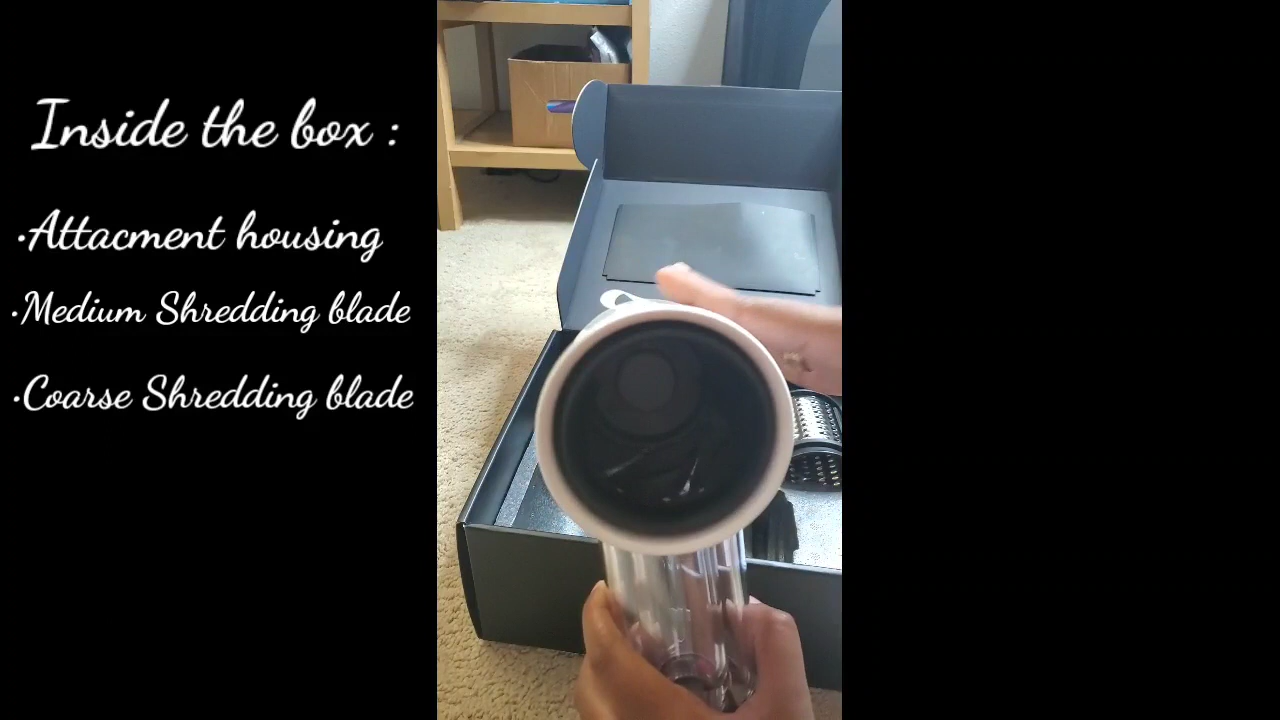 Inside the box :
•Attacment housing
•Medium Shredding blade
•Coarse Shredding blade